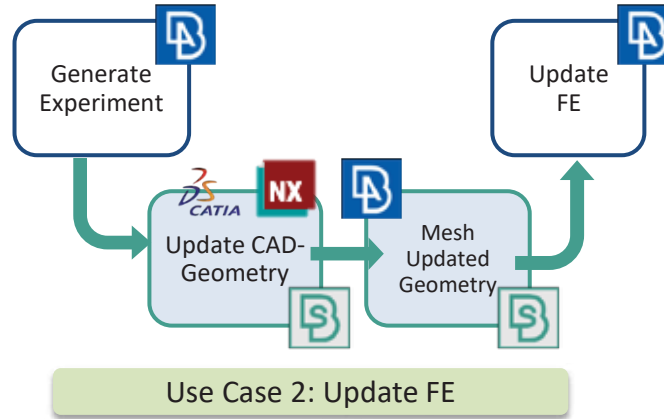 Generate
Experiment
Update
FE
CATIA
NX
Update CAD-
Geometry
Mesh
Updated
Geometry
Use Case 2: Update FE